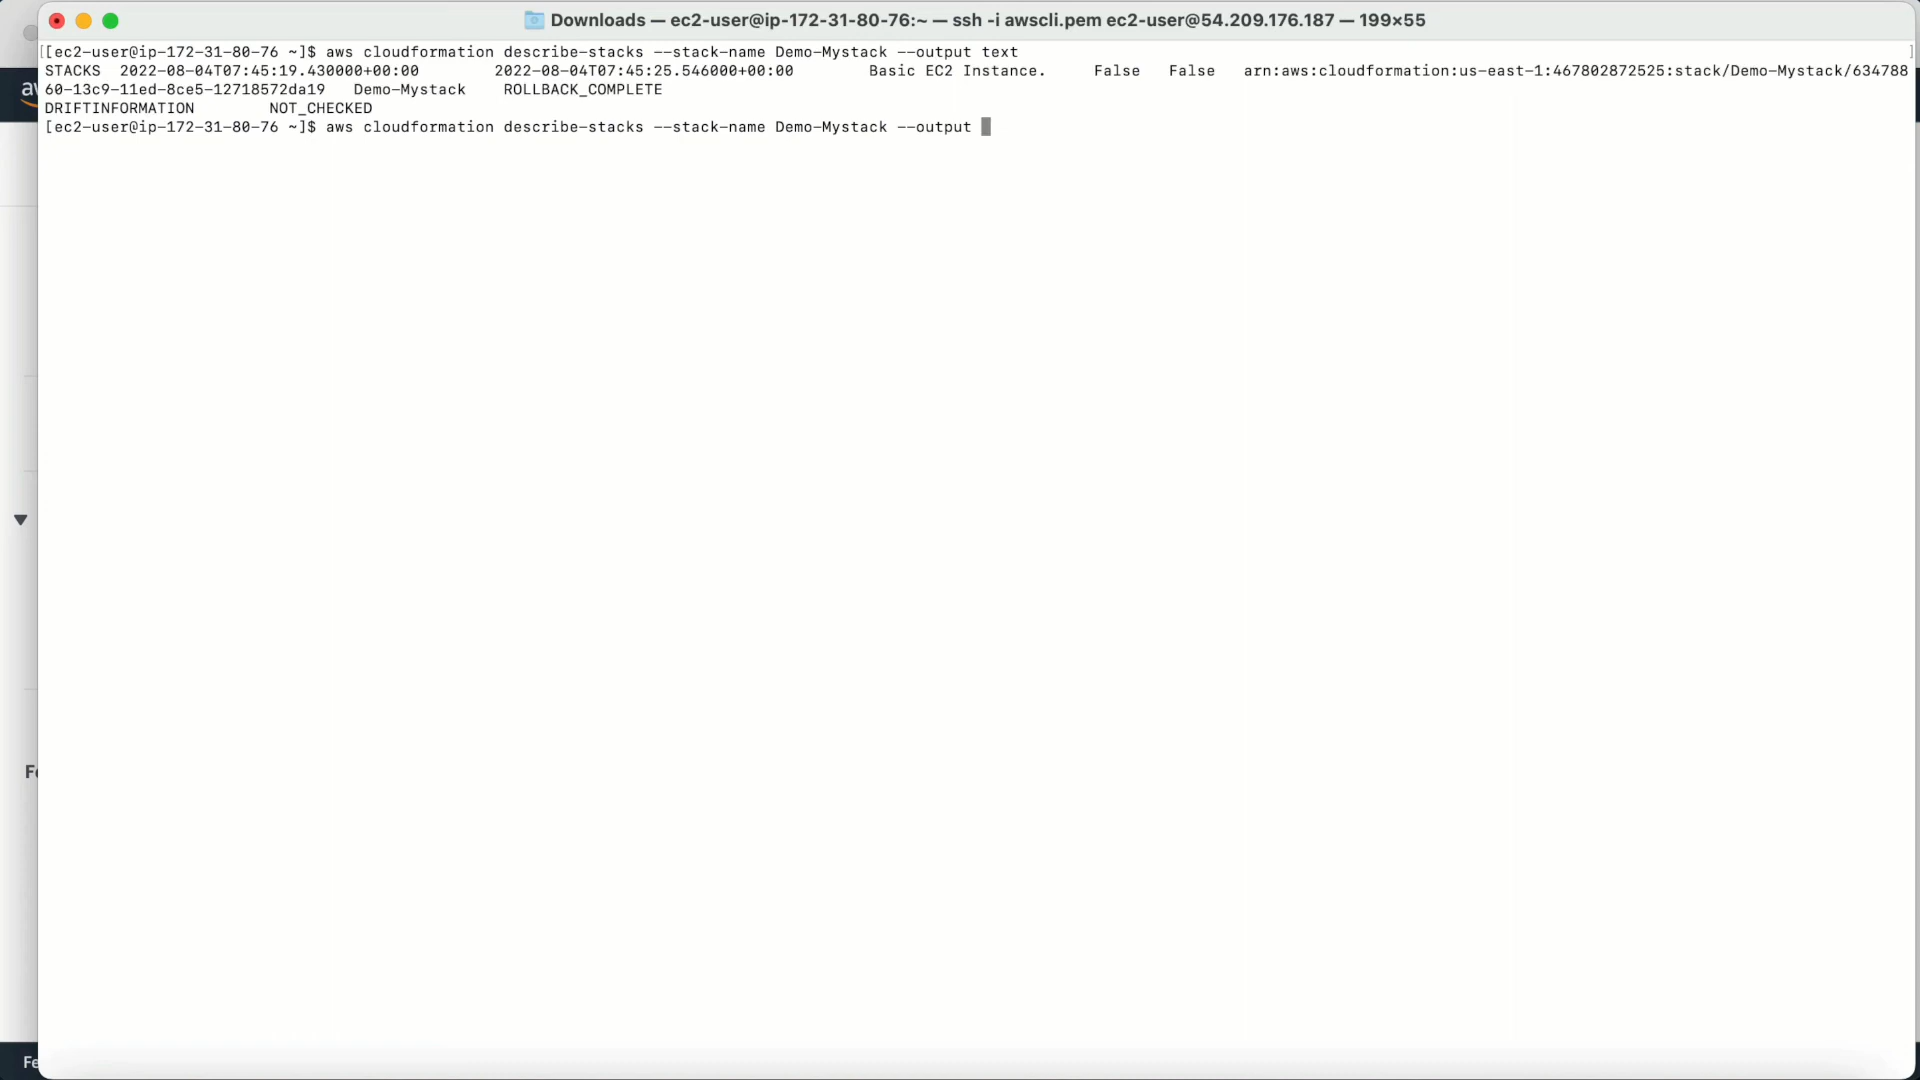 Downloads — ec2-user@ip-172-31-80-76:~ — ssh -i awscli.pem ec2-user@54.209.176.187 — 199×55
[[ec2-user@ip-172-31-80-76 ~]$ aws cloudformation describe-stacks --stack-name Demo-Mystack --output text ]
STACKS 2022-08-04T07:45:19.430000+00:00 2022-08-04T07:45:25.546000+00:00 Basic EC2 Instance. False False arn:aws:cloudformation:us-east-1:467802872525:stack/Demo-Mystack/634788
60-13c9-11ed-8ce5-12718572da19 Demo-Mystack ROLLBACK_COMPLETE
DRIFTINFORMATION NOT_CHECKED
[ec2-user@ip-172-31-80-76 ~]$ aws cloudformation describe-stacks --stack-name Demo-Mystack --output